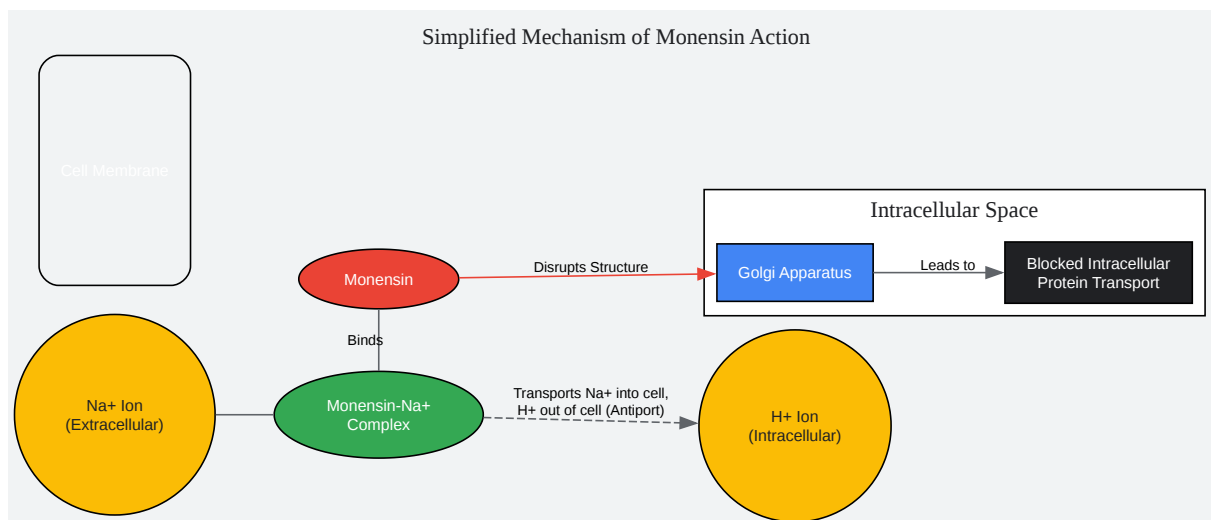 Simplified Mechanism of Monensin Action
Cell Membrane
Intracellular Space
Monensin
Disrupts Structure
Golgi Apparatus
Leads to
Blocked Intracellular
Protein Transport
Binds
Na+ Ion
(Extracellular)
Monensin-Na+
Complex
Transports Na+ into cell,
H+ out of cell (Antiport)
H+ Ion
(Intracellular)